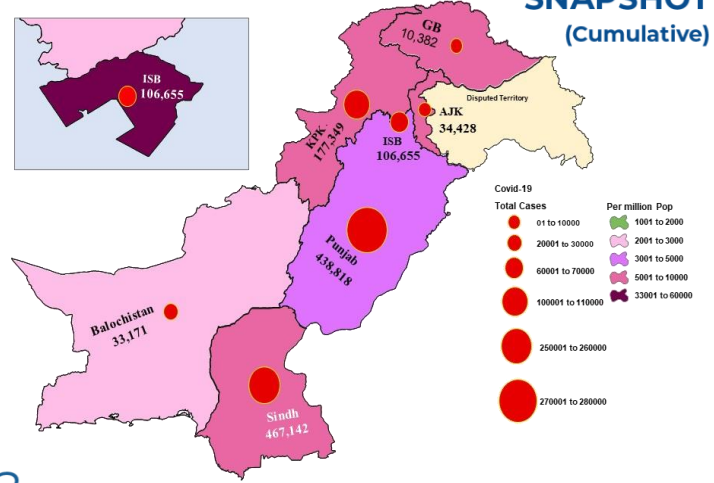 SNAPSHOT
(Cumulative)
ISB
106,655
GB
10,382
Disputed Territory
AJK
34,428
KPK.
177,349
ISB
106,655
Punjab
438,818
Balochistan
33,171
Sindh
467,142
Covid-19
Total Cases
01 to 10000
20001 to 30000
60001 to 70000
100001 to 110000
250001 to 260000
270001 to 280000
Per million Pop
1001 to 2000
2001 to 3000
3001 to 5000
5001 to 10000
33001 to 60000